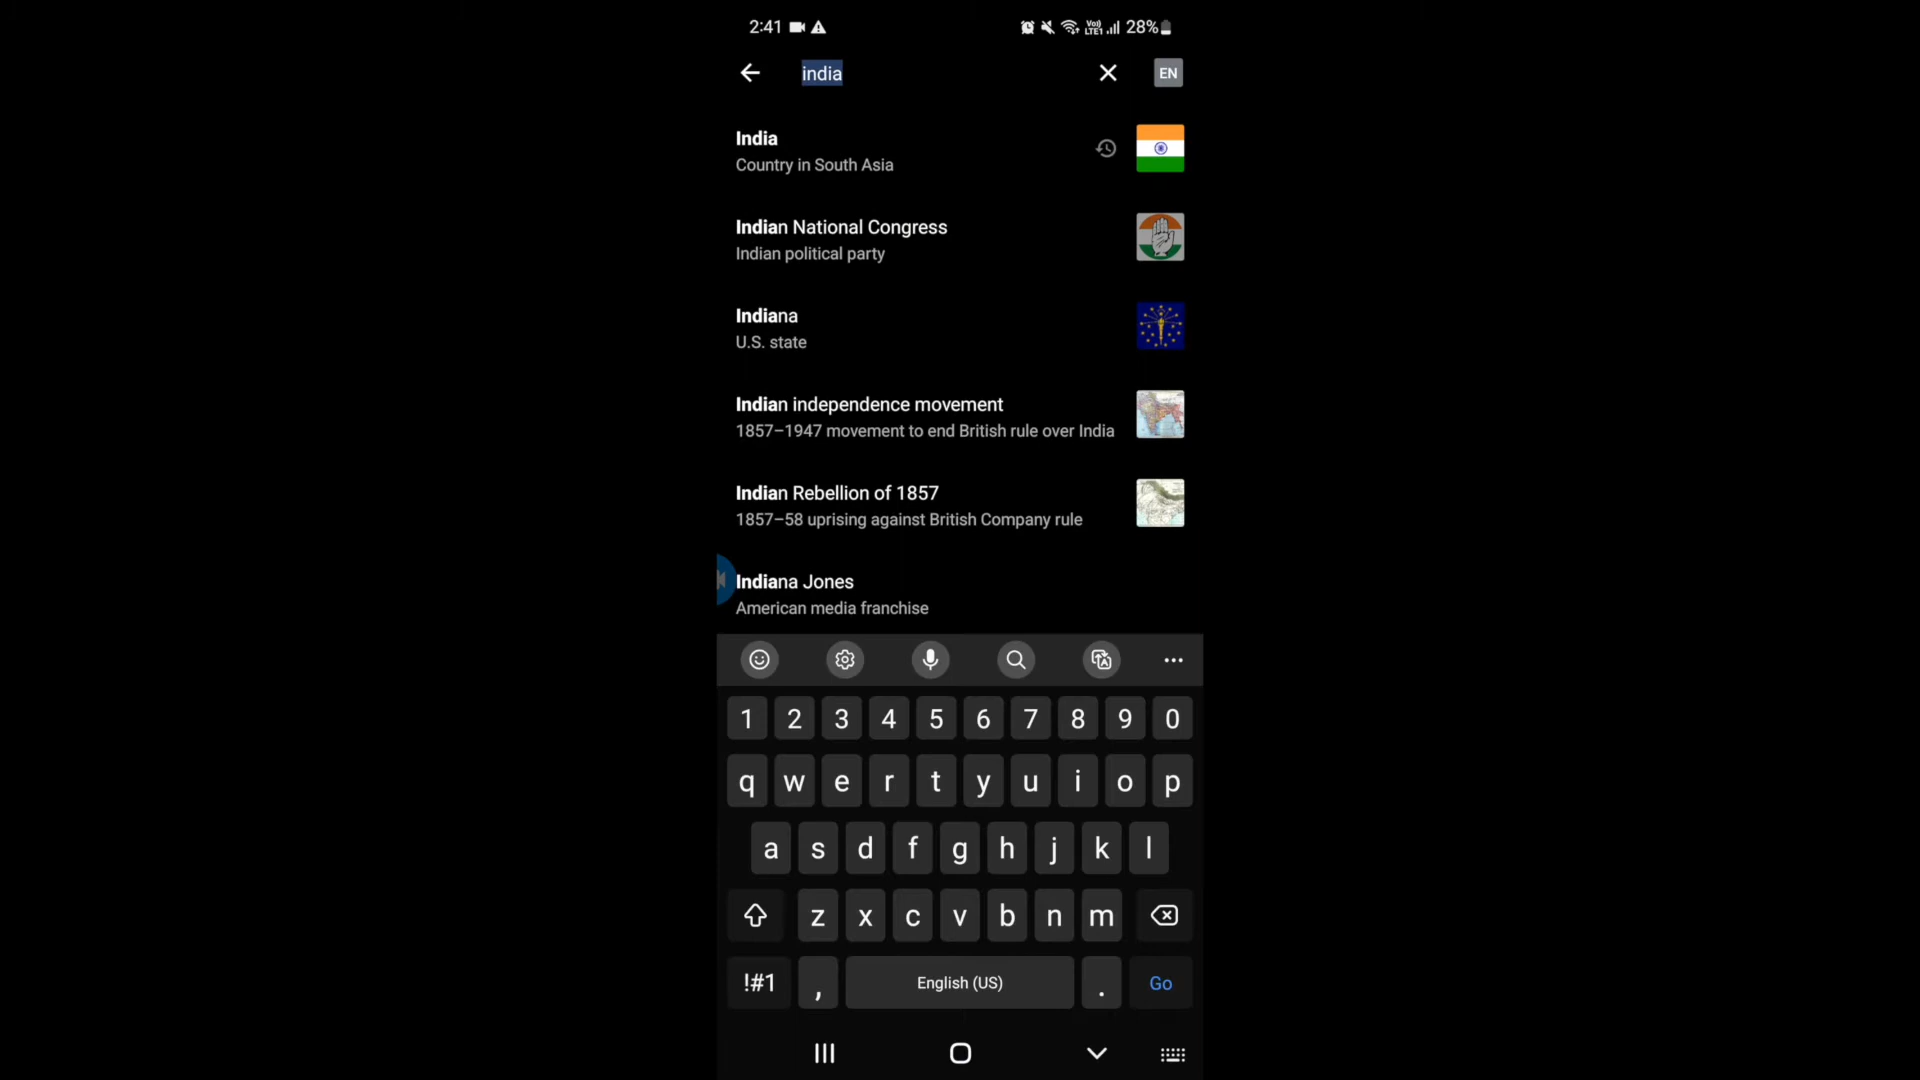 2:41
Vo)) LTE1 28%
india
EN
India
Country in South Asia
Indian National Congress
Indian political party
Indiana
U.S. state
Indian independence movement
1857–1947 movement to end British rule over India
Indian Rebellion of 1857
1857–58 uprising against British Company rule
Indiana Jones
American media franchise
1 2 3 4 5 6 7 8 9 0
q w e r t y u i o p
a s d f g h j k l
z x c v b n m
!#1 , English (US) . Go